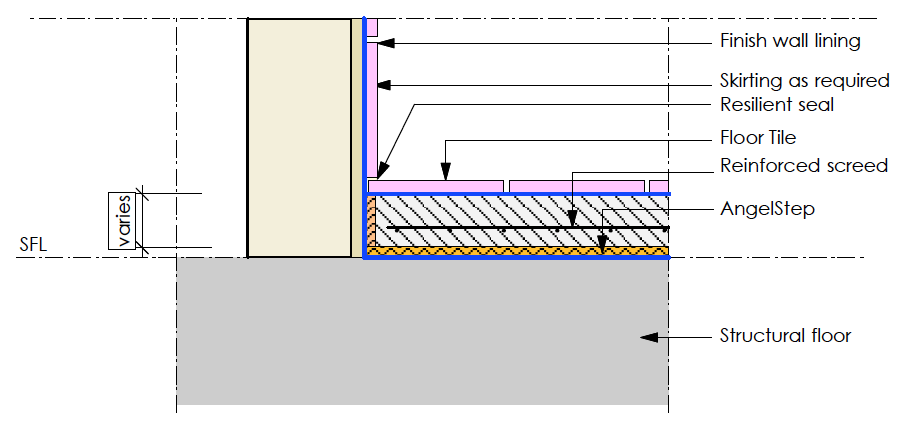 Finish wall lining
Skirting as required
Resilient seal
Floor Tile
Reinforced screed
varies
AngelStep
SFL
Structural floor